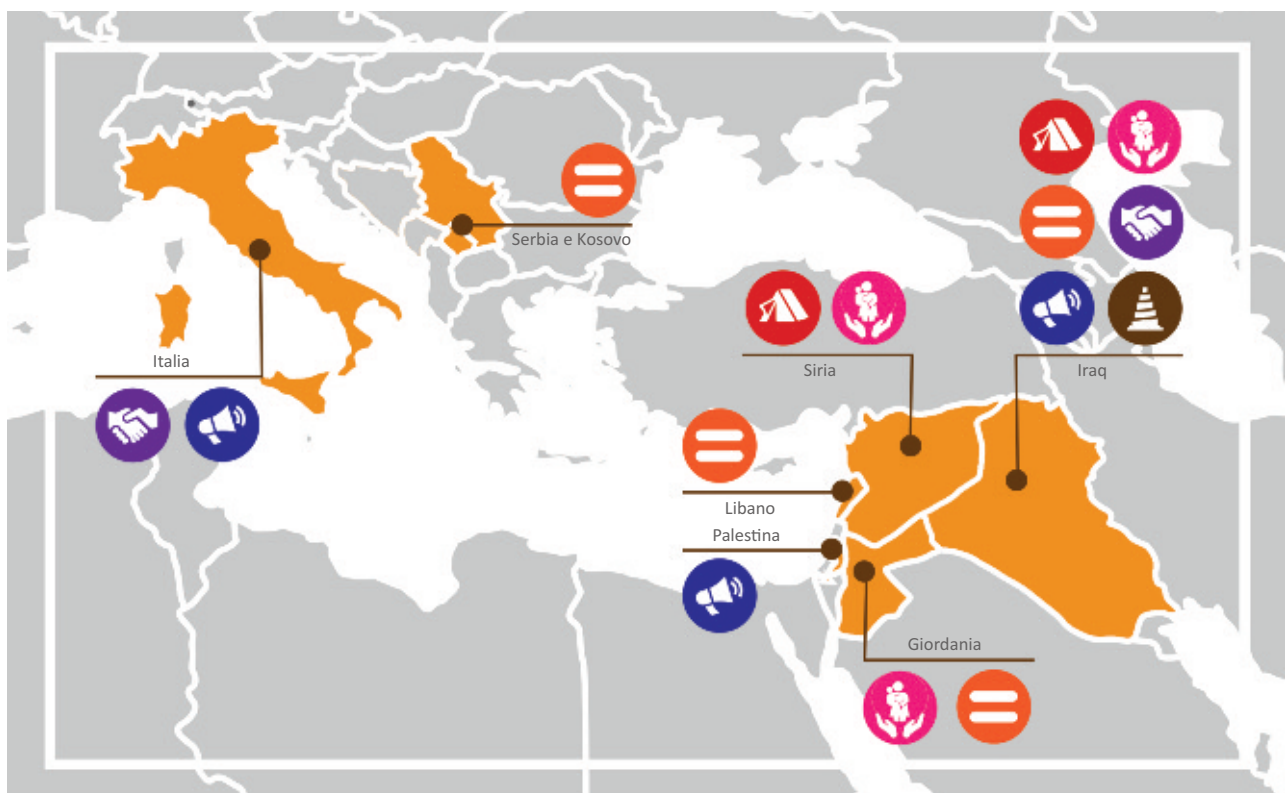 Serbia e Kosovo
Italia
Siria
Iraq
Libano
Palestina
Giordania